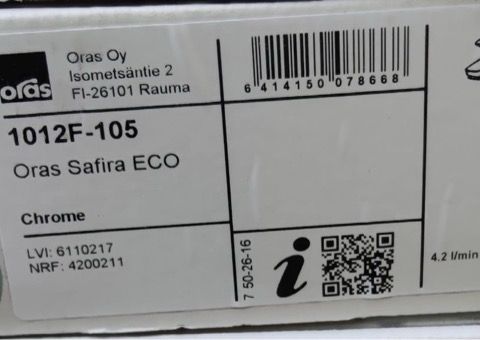 oras
Oras Oy
Isometsäntie 2
FI-26101 Rauma
6 414150 078668
1012F-105
Oras Safira ECO
Chrome
LVI: 6110217
NRF: 4200211
7 50-26-16
i
4.2 l/min